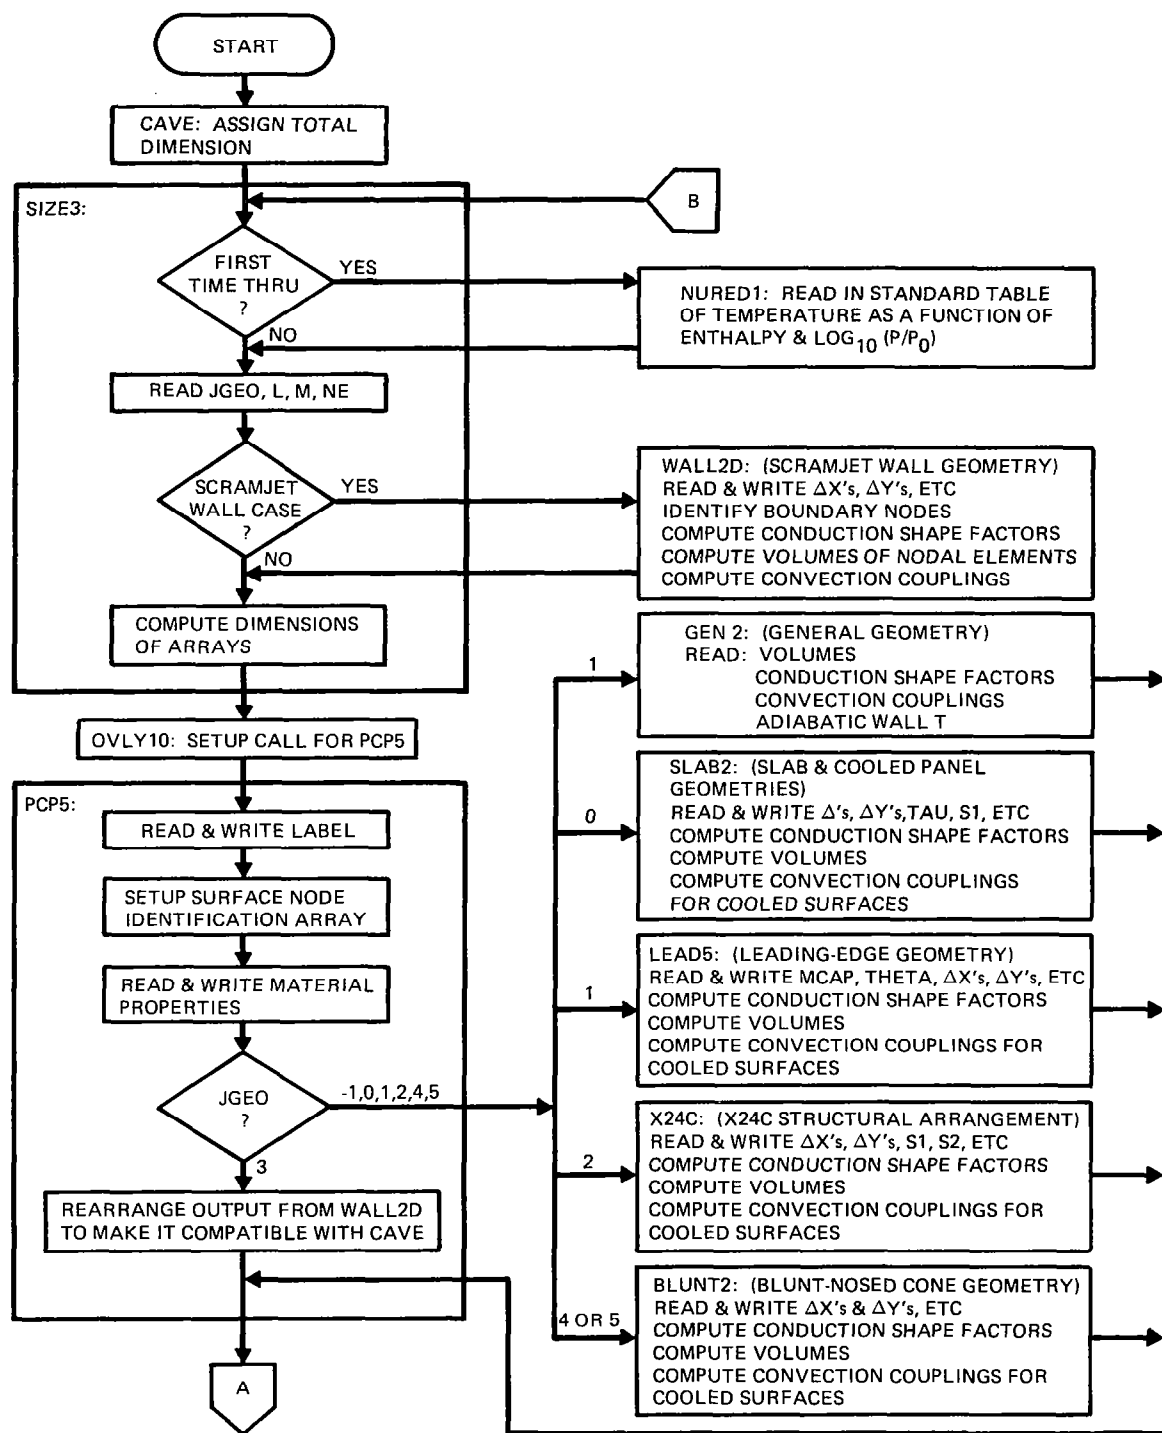 START
CAVE: ASSIGN TOTAL
DIMENSION
SIZE3:
B
FIRST
TIME THRU
?
YES
NO
NURED1: READ IN STANDARD TABLE
OF TEMPERATURE AS A FUNCTION OF
ENTHALPY & LOG10 (P/P0)
READ JGEO, L, M, NE
SCRAMJET
WALL CASE
?
YES
NO
WALL2D: (SCRAMJET WALL GEOMETRY)
READ & WRITE ΔX's, ΔY's, ETC
IDENTIFY BOUNDARY NODES
COMPUTE CONDUCTION SHAPE FACTORS
COMPUTE VOLUMES OF NODAL ELEMENTS
COMPUTE CONVECTION COUPLINGS
COMPUTE DIMENSIONS
OF ARRAYS
1
GEN 2: (GENERAL GEOMETRY)
READ: VOLUMES
CONDUCTION SHAPE FACTORS
CONVECTION COUPLINGS
ADIABATIC WALL T
OVLY10: SETUP CALL FOR PCP5
PCP5:
READ & WRITE LABEL
0
SLAB2: (SLAB & COOLED PANEL
GEOMETRIES)
READ & WRITE Δ's, ΔY's,TAU, S1, ETC
COMPUTE CONDUCTION SHAPE FACTORS
COMPUTE VOLUMES
COMPUTE CONVECTION COUPLINGS
FOR COOLED SURFACES
SETUP SURFACE NODE
IDENTIFICATION ARRAY
READ & WRITE MATERIAL
PROPERTIES
1
LEAD5: (LEADING-EDGE GEOMETRY)
READ & WRITE MCAP, THETA, ΔX's, ΔY's, ETC
COMPUTE CONDUCTION SHAPE FACTORS
COMPUTE VOLUMES
COMPUTE CONVECTION COUPLINGS FOR
COOLED SURFACES
JGEO
?
-1,0,1,2,4,5
3
2
X24C: (X24C STRUCTURAL ARRANGEMENT)
READ & WRITE ΔX's, ΔY's, S1, S2, ETC
COMPUTE CONDUCTION SHAPE FACTORS
COMPUTE VOLUMES
COMPUTE CONVECTION COUPLINGS FOR
COOLED SURFACES
REARRANGE OUTPUT FROM WALL2D
TO MAKE IT COMPATIBLE WITH CAVE
4 OR 5
BLUNT2: (BLUNT-NOSED CONE GEOMETRY)
READ & WRITE ΔX's & ΔY's, ETC
COMPUTE CONDUCTION SHAPE FACTORS
COMPUTE VOLUMES
COMPUTE CONVECTION COUPLINGS FOR
COOLED SURFACES
A